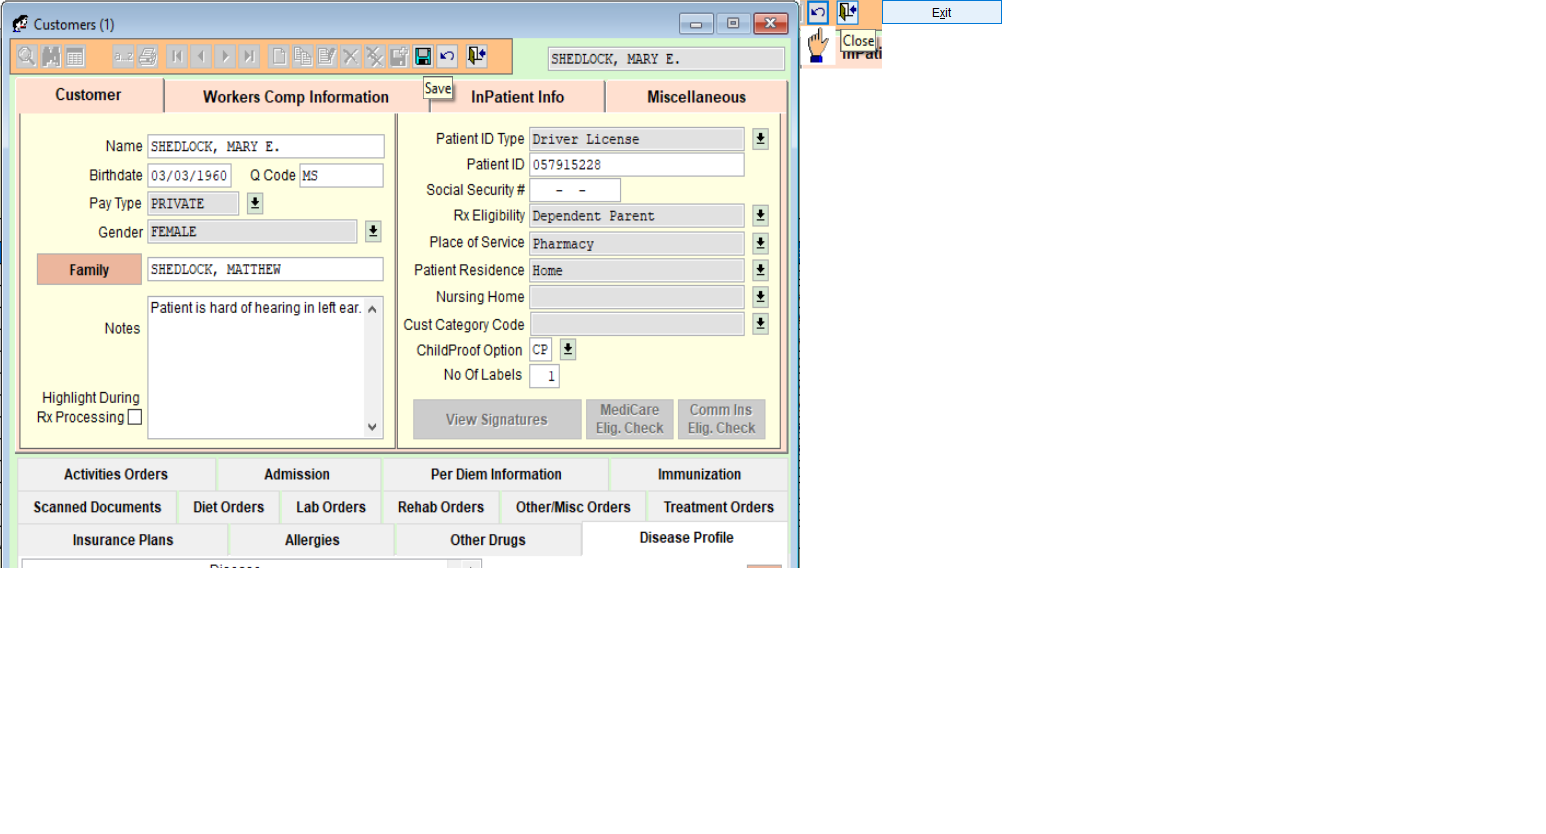 Customers (1)
Exit
a..z
SHEDLOCK, MARY E.
Close
Save
Customer
Workers Comp Information
InPatient Info
Miscellaneous
Name SHEDLOCK, MARY E.
Birthdate 03/03/1960 Q Code MS
Pay Type PRIVATE
Gender FEMALE
Family SHEDLOCK, MATTHEW
Notes
Patient is hard of hearing in left ear.
Highlight During
Rx Processing
Patient ID Type Driver License
Patient ID 057915228
Social Security # - -
Rx Eligibility Dependent Parent
Place of Service Pharmacy
Patient Residence Home
Nursing Home
Cust Category Code
ChildProof Option CP
No Of Labels 1
View Signatures
MediCare
Elig. Check
Comm Ins
Elig. Check
Activities Orders
Admission
Per Diem Information
Immunization
Scanned Documents
Diet Orders
Lab Orders
Rehab Orders
Other/Misc Orders
Treatment Orders
Insurance Plans
Allergies
Other Drugs
Disease Profile